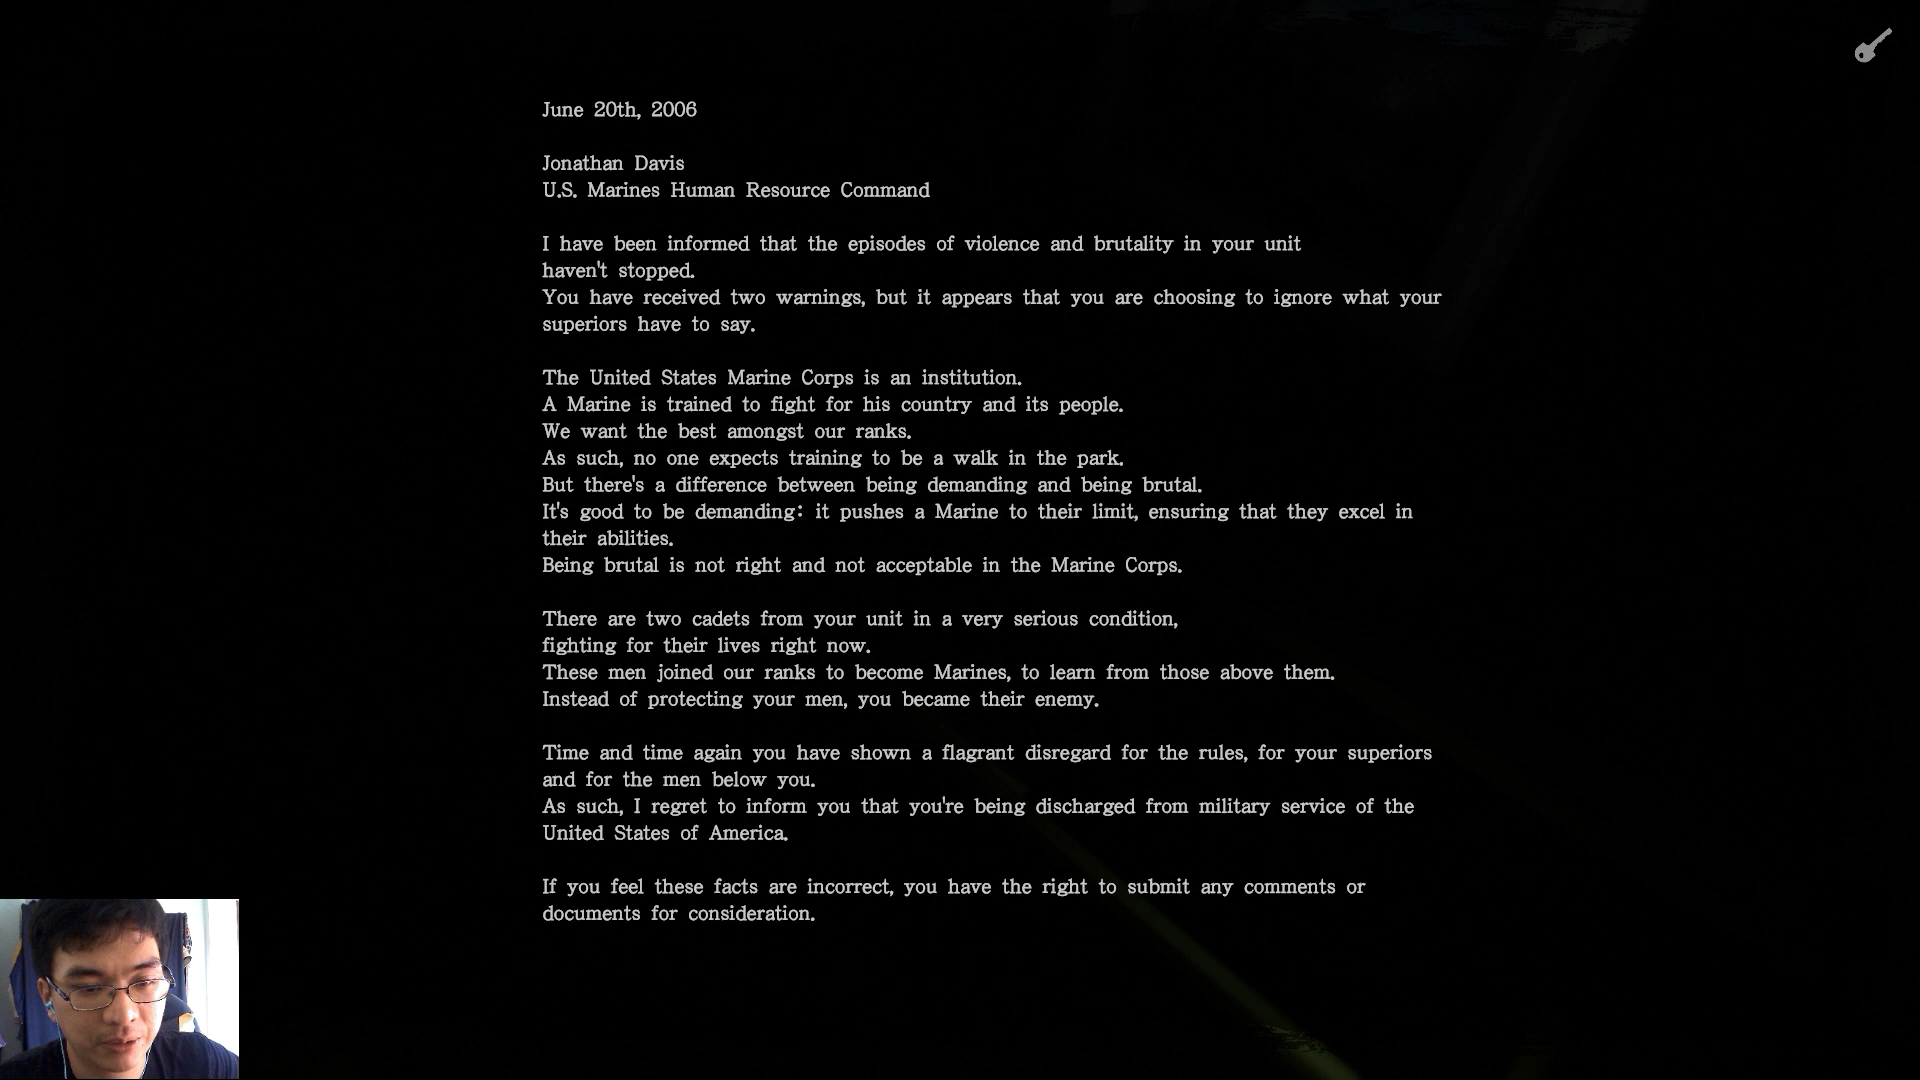 June 20th, 2006
Jonathan Davis
U.S. Marines Human Resource Command
I have been informed that the episodes of violence and brutality in your unit
haven't stopped.
You have received two warnings, but it appears that you are choosing to ignore what your
superiors have to say.
The United States Marine Corps is an institution.
A Marine is trained to fight for his country and its people.
We want the best amongst our ranks.
As such, no one expects training to be a walk in the park.
But there's a difference between being demanding and being brutal.
It's good to be demanding: it pushes a Marine to their limit, ensuring that they excel in
their abilities.
Being brutal is not right and not acceptable in the Marine Corps.
There are two cadets from your unit in a very serious condition,
fighting for their lives right now.
These men joined our ranks to become Marines, to learn from those above them.
Instead of protecting your men, you became their enemy.
Time and time again you have shown a flagrant disregard for the rules, for your superiors
and for the men below you.
As such, I regret to inform you that you're being discharged from military service of the
United States of America.
If you feel these facts are incorrect, you have the right to submit any comments or
documents for consideration.